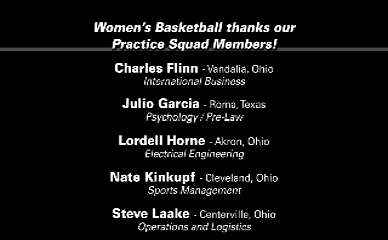 Women's Basketball thanks our
Practice Squad Members!
Charles Flinn - Vandalia, Ohio
International Business
Julio Garcia - Roma, Texas
Psychology / Pre-Law
Lordell Horne - Akron, Ohio
Electrical Engineering
Nate Kinkupf - Cleveland, Ohio
Sports Management
Steve Laake - Centerville, Ohio
Operations and Logistics